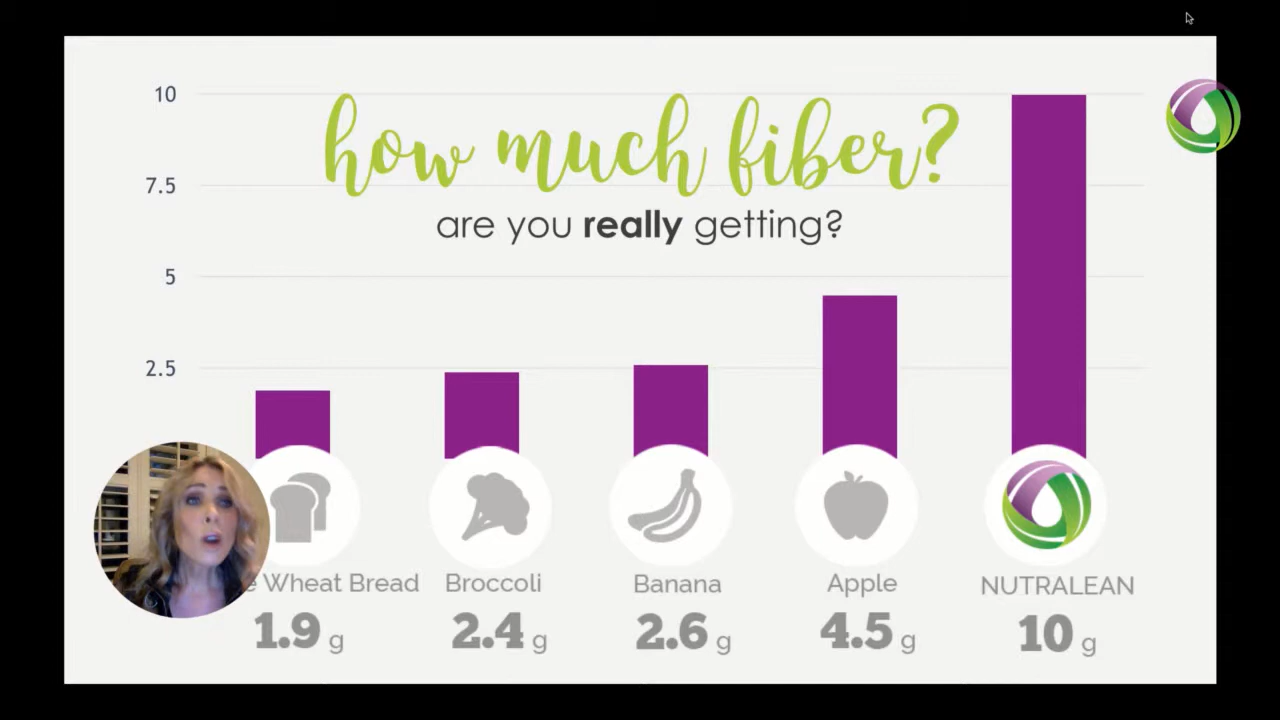 how much fiber?
are you really getting?
10
7.5
5
2.5
Wheat Bread
Broccoli
Banana
Apple
NUTRALEAN
1.9 g
2.4 g
2.6 g
4.5 g
10 g